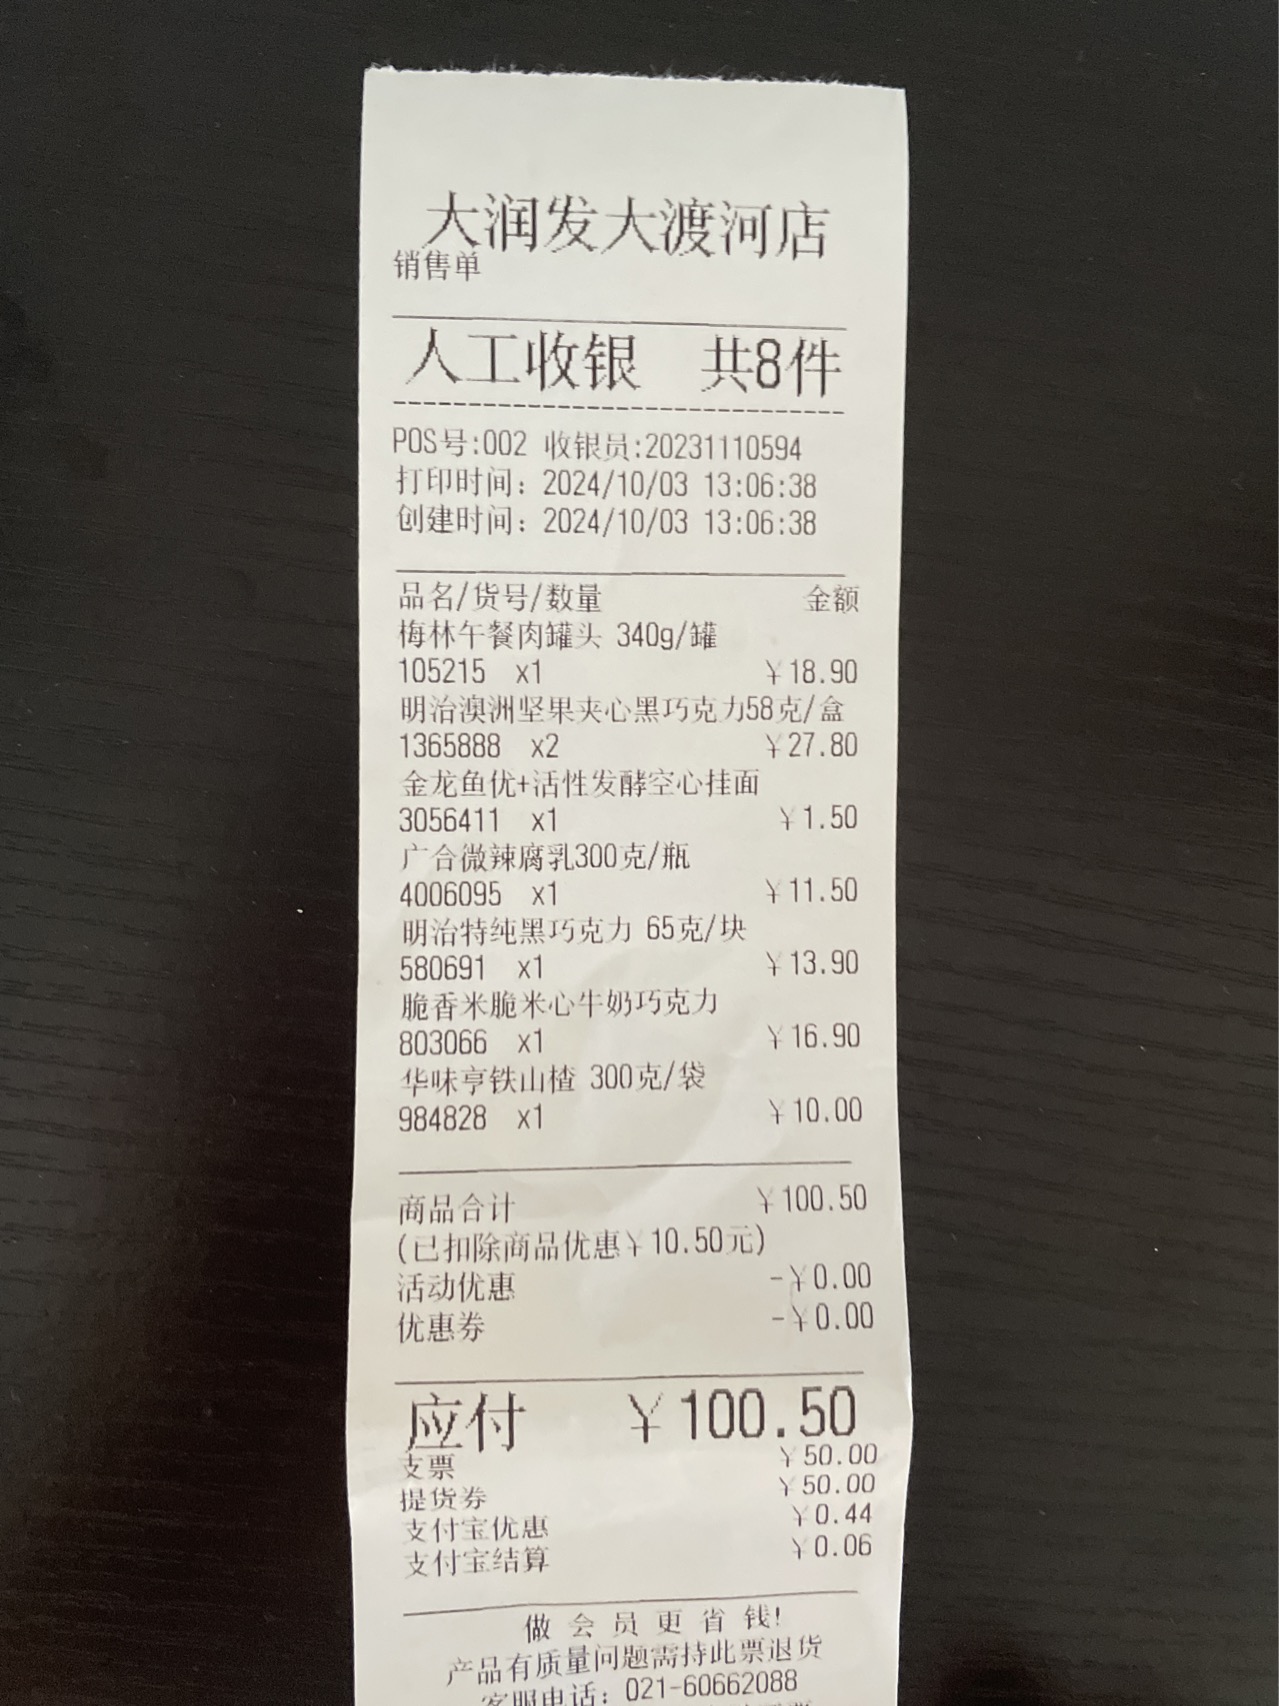 大润发大渡河店
销售单
人工收银 共8件
POS号:002 收银员:20231110594
打印时间: 2024/10/03 13:06:38
创建时间: 2024/10/03 13:06:38
品名/货号/数量 金额
梅林午餐肉罐头 340g/罐
105215 x1 ¥18.90
明治澳洲坚果夹心黑巧克力58克/盒
1365888 x2 ¥27.80
金龙鱼优+活性发酵空心挂面
3056411 x1 ¥1.50
广合微辣腐乳300克/瓶
4006095 x1 ¥11.50
明治特纯黑巧克力 65克/块
580691 x1 ¥13.90
脆香米脆米心牛奶巧克力
803066 x1 ¥16.90
华味亨铁山楂 300克/袋
984828 x1 ¥10.00
商品合计 ¥100.50
(已扣除商品优惠¥10.50元)
活动优惠 -¥0.00
优惠券 -¥0.00
应付 ¥100.50
支票 ¥50.00
提货券 ¥50.00
支付宝优惠 ¥0.44
支付宝结算 ¥0.06
做会员更省钱!
产品有质量问题需持此票退货
客服电话: 021-60662088